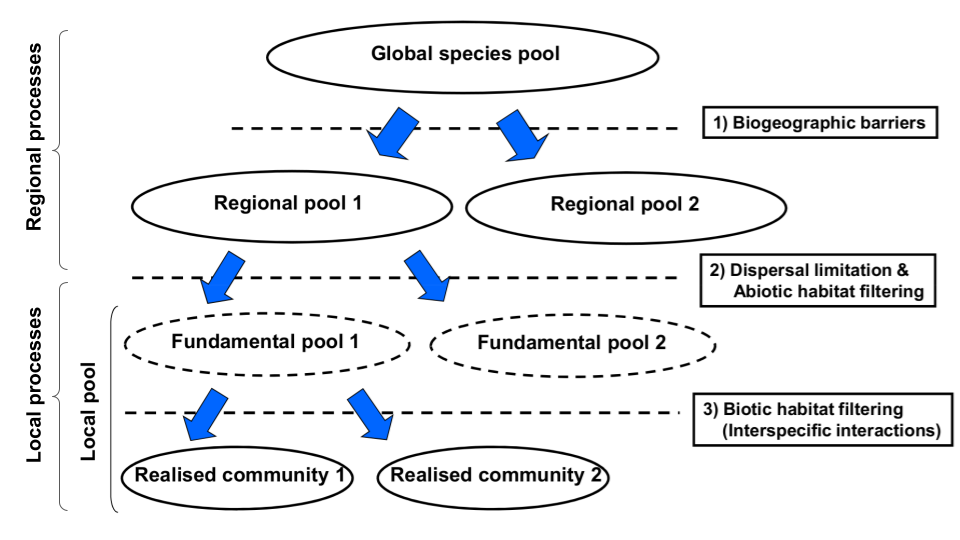 Global species pool
1) Biogeographic barriers
Regional processes
Regional pool 1
Regional pool 2
2) Dispersal limitation &
Abiotic habitat filtering
Local processes
Local pool
Fundamental pool 1
Fundamental pool 2
3) Biotic habitat filtering
(Interspecific interactions)
Realised community 1
Realised community 2